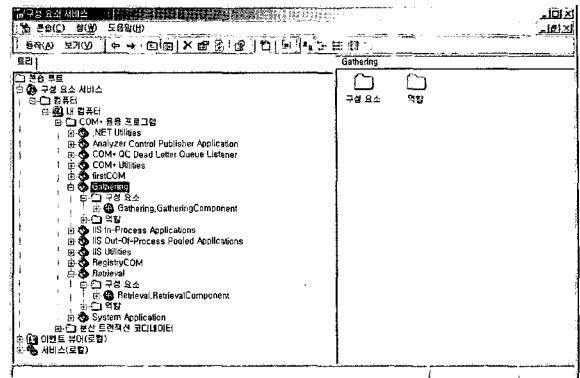 구성 요소 서비스
콘솔(C) 창(W) 도움말(H)
동작(A) 보기(V)
트리
Gathering
콘솔 루트
구성 요소 서비스
컴퓨터
내 컴퓨터
COM+ 응용 프로그램
.NET Utilities
Analyzer Control Publisher Application
COM+ QC Dead Letter Queue Listener
COM+ Utilities
firstCOM
Gathering
구성 요소
Gathering.GatheringComponent
역할
IIS In-Process Applications
IIS Out-Of-Process Pooled Applications
IIS Utilities
RegistryCOM
Retrieval
구성 요소
Retrieval.RetrievalComponent
역할
System Application
분산 트랜잭션 코디네이터
이벤트 뷰어(로컬)
서비스(로컬)
구성 요소
역할